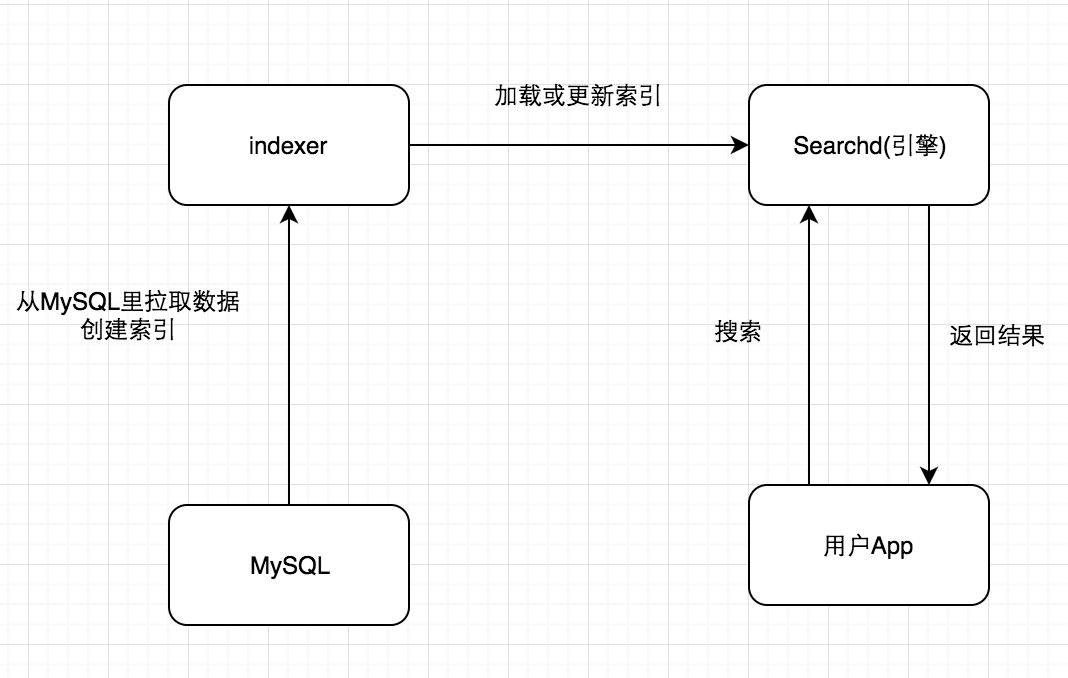 加载或更新索引
indexer
Searchd(引擎)
从MySQL里拉取数据
创建索引
搜索
返回结果
MySQL
用户App